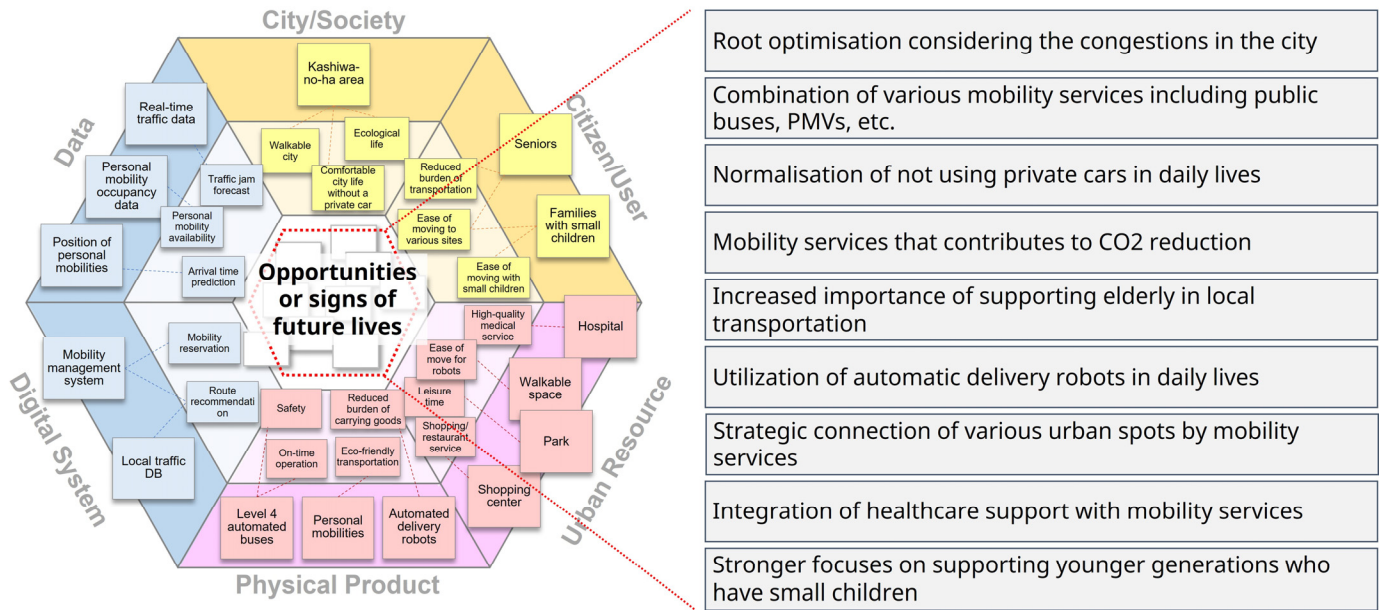 City/Society
Kashiwa-
no-ha area
Walkable
city
Ecological
life
Comfortable
city life
without a
private car
Citizen/User
Seniors
Families
with small
children
Reduced
burden of
transportation
Ease of
moving to
various sites
Ease of
moving with
small children
Data
Real-time
traffic data
Personal
mobility
occupancy
data
Position of
personal
mobilities
Traffic jam
forecast
Personal
mobility
availability
Arrival time
prediction
Opportunities
or signs of
future lives
Digital System
Mobility
management
system
Local traffic
DB
Mobility
reservation
Route
recommendati
on
Urban Resource
High-quality
medical
service
Hospital
Ease of
move for
robots
Walkable
space
Leisure
time
Park
Shopping/
restaurant
service
Shopping
center
Physical Product
Safety
Reduced
burden of
carrying goods
On-time
operation
Eco-friendly
transportation
Level 4
automated
buses
Personal
mobilities
Automated
delivery
robots
Root optimisation considering the congestions in the city
Combination of various mobility services including public
buses, PMVs, etc.
Normalisation of not using private cars in daily lives
Mobility services that contributes to CO2 reduction
Increased importance of supporting elderly in local
transportation
Utilization of automatic delivery robots in daily lives
Strategic connection of various urban spots by mobility
services
Integration of healthcare support with mobility services
Stronger focuses on supporting younger generations who
have small children